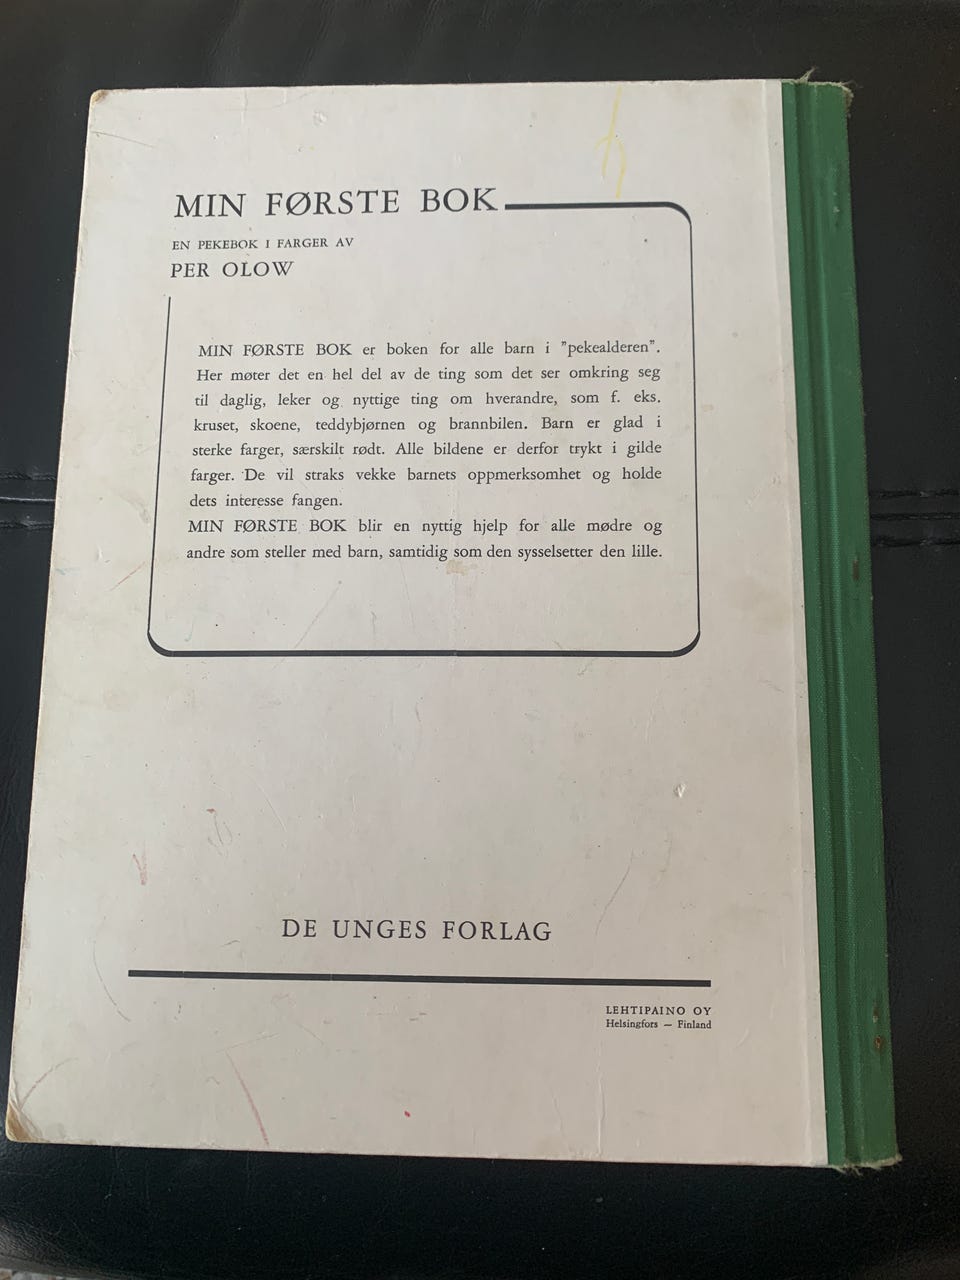 MIN FØRSTE BOK
EN PEKEBOK I FARGER AV
PER OLOW
MIN FØRSTE BOK er boken for alle barn i "pekealderen".
Her møter det en hel del av de ting som det ser omkring seg
til daglig, leker og nyttige ting om hverandre, som f. eks.
kruset, skoene, teddybjørnen og brannbilen. Barn er glad i
sterke farger, særskilt rødt. Alle bildene er derfor trykt i gilde
farger. De vil straks vekke barnets oppmerksomhet og holde
dets interesse fangen.
MIN FØRSTE BOK blir en nyttig hjelp for alle mødre og
andre som steller med barn, samtidig som den sysselsetter den lille.
DE UNGES FORLAG
LEHTIPAINO OY
Helsingfors — Finland